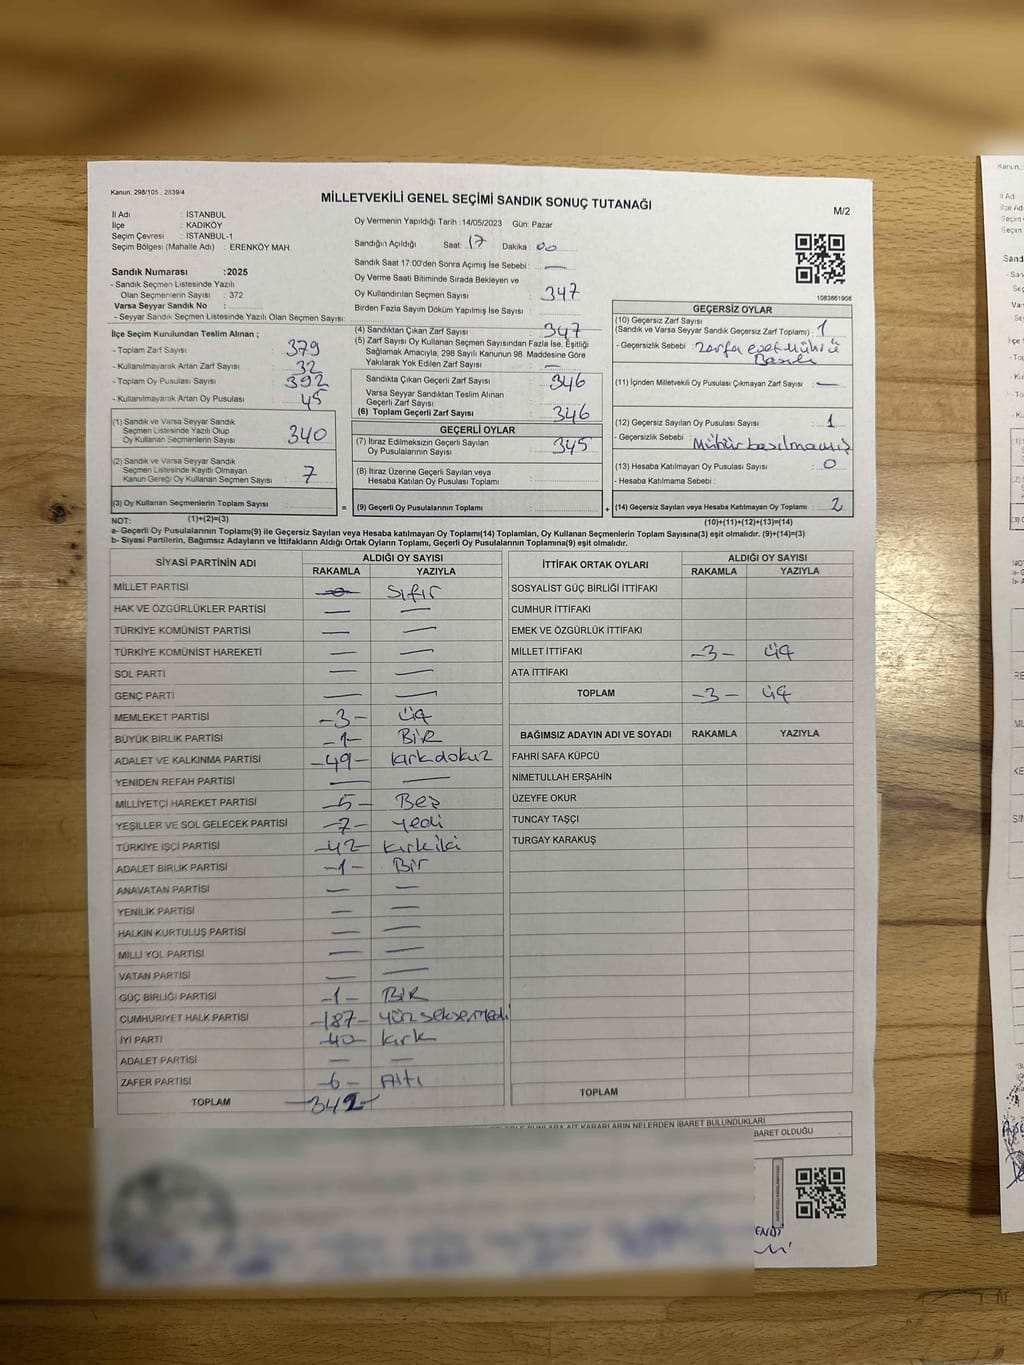 Kanun, 298/105 , 2839/4
MİLLETVEKİLİ GENEL SEÇİMİ SANDIK SONUÇ TUTANAĞI
M/2
İl Adı : İSTANBUL
İlçe : KADIKÖY
Seçim Çevresi : İSTANBUL-1
Seçim Bölgesi (Mahalle Adı) : ERENKÖY MAH.
Sandık Numarası :2025
- Sandık Seçmen Listesinde Yazılı
Olan Seçmenlerin Sayısı : 372
Varsa Seyyar Sandık No :
- Seyyar Sandık Seçmen Listesinde Yazılı Olan Seçmen Sayısı:
İlçe Seçim Kurulundan Teslim Alınan ;
- Toplam Zarf Sayısı 379
- Kullanılmayarak Artan Zarf Sayısı 32
- Toplam Oy Pusulası Sayısı 392
- Kullanılmayarak Artan Oy Pusulası 45
(1) Sandık ve Varsa Seyyar Sandık
Seçmen Listesinde Yazılı Olup
Oy Kullanan Seçmenlerin Sayısı 340
(2) Sandık ve Varsa Seyyar Sandık
Seçmen Listesinde Kayıtlı Olmayan
Kanun Gereği Oy Kullanan Seçmen Sayısı 7
(3) Oy Kullanan Seçmenlerin Toplam Sayısı
(1)+(2)=(3)
Oy Vermenin Yapıldığı Tarih :14/05/2023 Gün: Pazar
Sandığın Açıldığı Saat: 17 Dakika : 00
Sandık Saat 17:00'den Sonra Açımış İse Sebebi : —
Oy Verme Saati Bitiminde Sırada Bekleyen ve
Oy Kullandırılan Seçmen Sayısı 347
Birden Fazla Sayım Döküm Yapılmış İse Sayısı :
(4) Sandıktan Çıkan Zarf Sayısı 347
(5) Zarf Sayısı Oy Kullanan Seçmen Sayısından Fazla İse, Eşitliği
Sağlamak Amacıyla, 298 Sayılı Kanunun 98. Maddesine Göre
Yakılarak Yok Edilen Zarf Sayısı : —
Sandıkta Çıkan Geçerli Zarf Sayısı : 346
Varsa Seyyar Sandıktan Teslim Alınan
Geçerli Zarf Sayısı :
(6) Toplam Geçerli Zarf Sayısı : 346
GEÇERLİ OYLAR
(7) İtiraz Edilmeksizin Geçerli Sayılan
Oy Pusulalarının Sayısı 345
(8) İtiraz Üzerine Geçerli Sayılan veya
Hesaba Katılan Oy Pusulası Toplamı :
= (9) Geçerli Oy Pusulalarının Toplamı :
1083861906
GEÇERSİZ OYLAR
(10) Geçersiz Zarf Sayısı
(Sandık ve Varsa Seyyar Sandık Geçersiz Zarf Toplamı) : 1
- Geçersizlik Sebebi : zarfa evet mührü
Basılı
(11) İçinden Milletvekili Oy Pusulası Çıkmayan Zarf Sayısı : —
(12) Geçersiz Sayılan Oy Pusulası Sayısı : 1
- Geçersizlik Sebebi : Mühür basılmamış
(13) Hesaba Katılmayan Oy Pusulası Sayısı : 0
- Hesaba Katılmama Sebebi :
+ (14) Geçersiz Sayılan veya Hesaba Katılmayan Oy Toplamı : 2
(10)+(11)+(12)+(13)=(14)
NOT:
a- Geçerli Oy Pusulalarının Toplamı(9) ile Geçersiz Sayılan veya Hesaba katılmayan Oy Toplamı(14) Toplamları, Oy Kullanan Seçmenlerin Toplam Sayısına(3) eşit olmalıdır. (9)+(14)=(3)
b- Siyasi Partilerin, Bağımsız Adayların ve İttifakların Aldığı Ortak Oyların Toplamı, Geçerli Oy Pusulalarının Toplamına(9) eşit olmalıdır.
SİYASİ PARTİNİN ADI ALDIĞI OY SAYISI
RAKAMLA YAZIYLA
MİLLET PARTİSİ -0- Sıfır
HAK VE ÖZGÜRLÜKLER PARTİSİ — —
TÜRKİYE KOMÜNİST PARTİSİ — —
TÜRKİYE KOMÜNİST HAREKETİ — —
SOL PARTİ — —
GENÇ PARTİ — —
MEMLEKET PARTİSİ -3- üç
BÜYÜK BİRLİK PARTİSİ -1- BİR
ADALET VE KALKINMA PARTİSİ -49- kırkdokuz
YENİDEN REFAH PARTİSİ — —
MİLLİYETÇİ HAREKET PARTİSİ -5- Beş
YEŞİLLER VE SOL GELECEK PARTİSİ -7- yedi
TÜRKİYE İŞÇİ PARTİSİ -42- kırkiki
ADALET BİRLİK PARTİSİ -1- Bir
ANAVATAN PARTİSİ — —
YENİLİK PARTİSİ — —
HALKIN KURTULUŞ PARTİSİ — —
MİLLİ YOL PARTİSİ — —
VATAN PARTİSİ — —
GÜÇ BİRLİĞİ PARTİSİ -1- BİR
CUMHURİYET HALK PARTİSİ -187- yüzseksenyedi
İYİ PARTİ -40- kırk
ADALET PARTİSİ — —
ZAFER PARTİSİ -6- Altı
TOPLAM -342-
İTTİFAK ORTAK OYLARI ALDIĞI OY SAYISI
RAKAMLA YAZIYLA
SOSYALİST GÜÇ BİRLİĞİ İTTİFAKI
CUMHUR İTTİFAKI
EMEK VE ÖZGÜRLÜK İTTİFAKI
MİLLET İTTİFAKI -3- üç
ATA İTTİFAKI
TOPLAM -3- üç
BAĞIMSIZ ADAYIN ADI VE SOYADI RAKAMLA YAZIYLA
FAHRİ SAFA KÜPCÜ
NİMETULLAH ERŞAHİN
ÜZEYFE OKUR
TUNCAY TAŞÇI
TURGAY KARAKUŞ
TOPLAM
KARARLARIN NELERDEN İBARET BULUNDUKLARI
BARET OLDUĞU